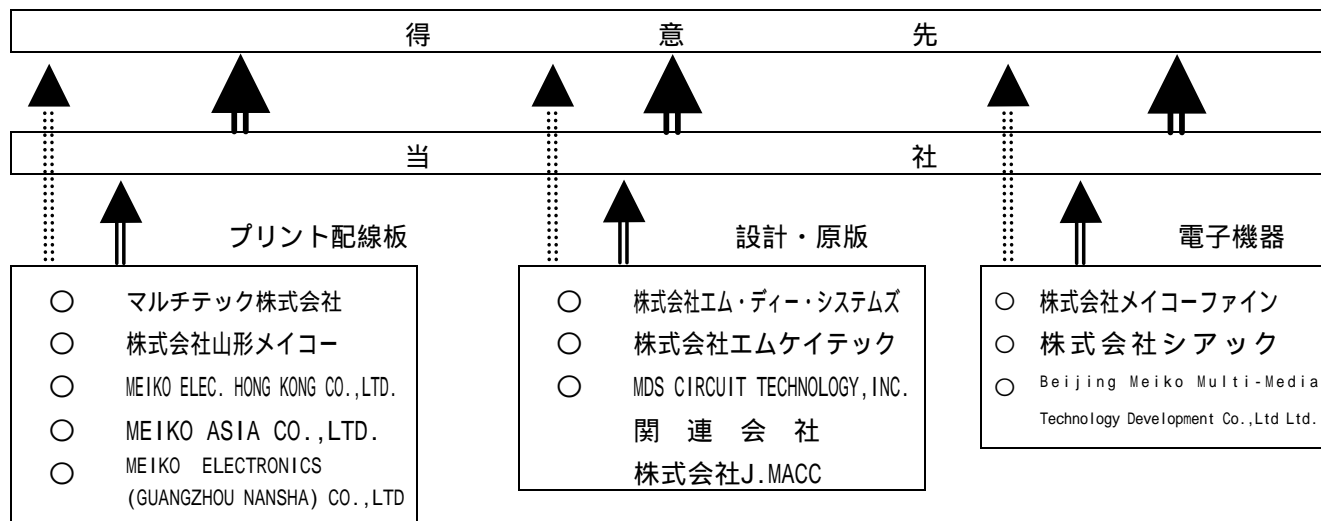 得 意 先
当 社
プリント配線板
○ マルチテック株式会社
○ 株式会社山形メイコー
○ MEIKO ELEC. HONG KONG CO.,LTD.
○ MEIKO ASIA CO.,LTD.
○ MEIKO ELECTRONICS
(GUANGZHOU NANSHA) CO.,LTD
設計・原版
○ 株式会社エム・ディー・システムズ
○ 株式会社エムケイテック
○ MDS CIRCUIT TECHNOLOGY,INC.
関 連 会 社
株式会社J.MACC
電子機器
○ 株式会社メイコーファイン
○ 株式会社シアック
○ Beijing Meiko Multi-Media
Technology Development Co.,Ltd Ltd.